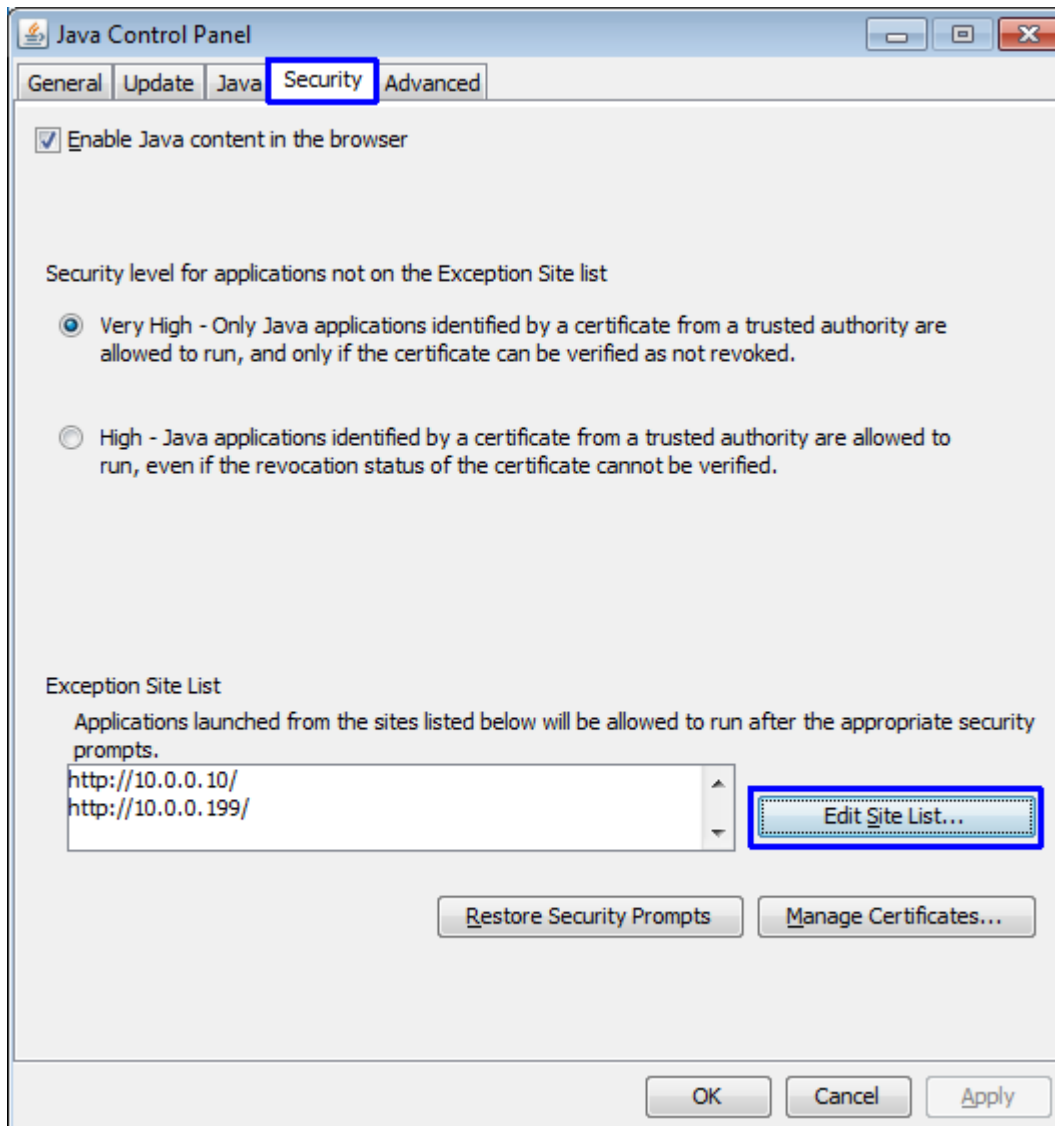 Java Control Panel
General Update Java Security Advanced
Enable Java content in the browser
Security level for applications not on the Exception Site list
Very High - Only Java applications identified by a certificate from a trusted authority are
allowed to run, and only if the certificate can be verified as not revoked.
High - Java applications identified by a certificate from a trusted authority are allowed to
run, even if the revocation status of the certificate cannot be verified.
Exception Site List
Applications launched from the sites listed below will be allowed to run after the appropriate security
prompts.
http://10.0.0.10/
http://10.0.0.199/
Edit Site List...
Restore Security Prompts Manage Certificates...
OK Cancel Apply